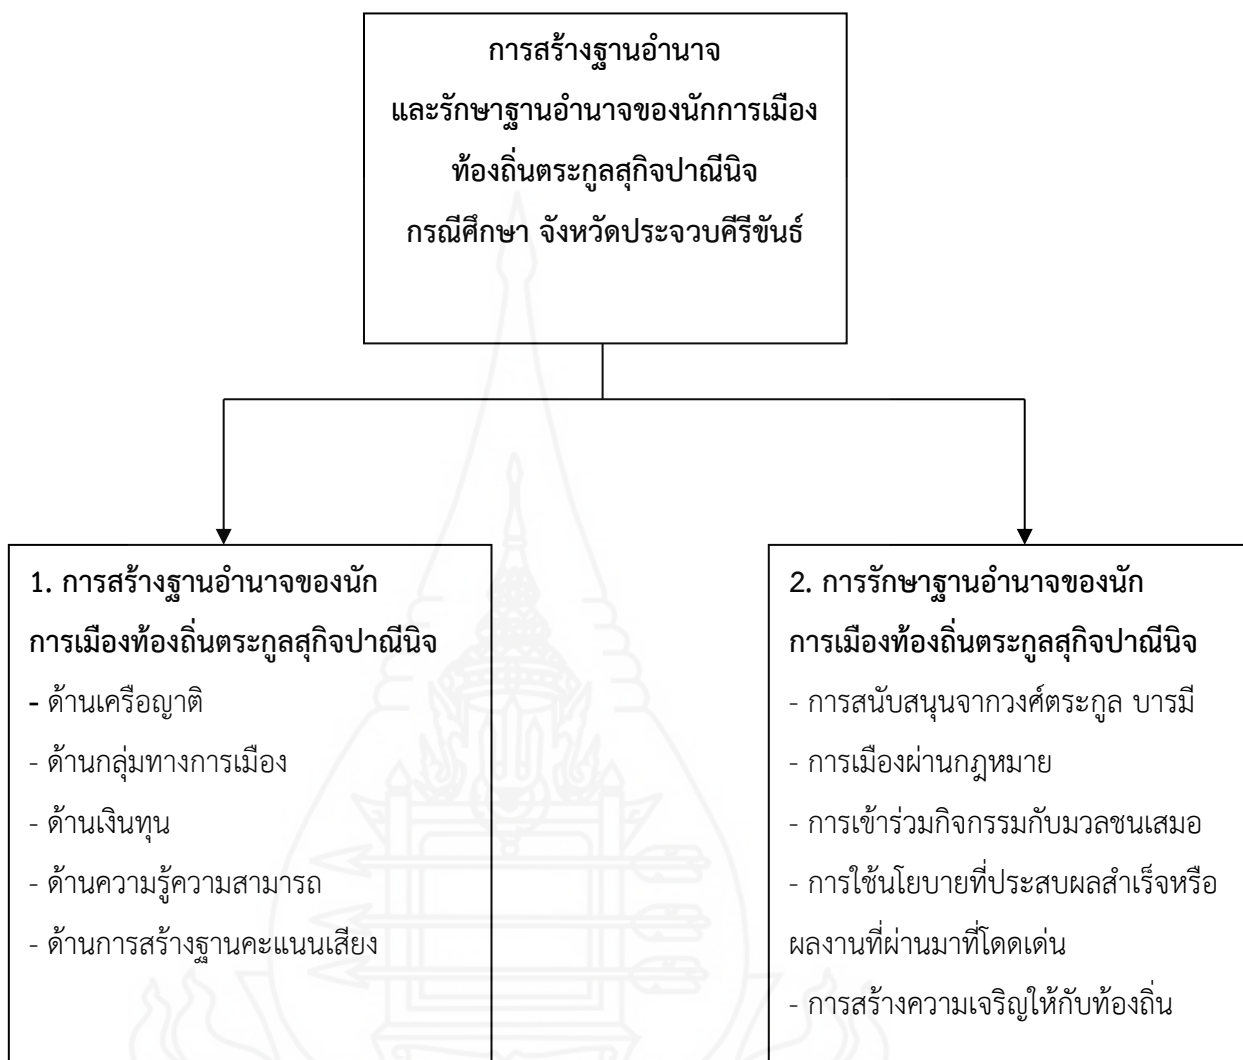 การสร้างฐานอำนาจ
และรักษาฐานอำนาจของนักการเมือง
ท้องถิ่นตระกูลสุกิจปาณีนิจ
กรณีศึกษา จังหวัดประจวบคีรีขันธ์
1. การสร้างฐานอำนาจของนัก
การเมืองท้องถิ่นตระกูลสุกิจปาณีนิจ
- ด้านเครือญาติ
- ด้านกลุ่มทางการเมือง
- ด้านเงินทุน
- ด้านความรู้ความสามารถ
- ด้านการสร้างฐานคะแนนเสียง
2. การรักษาฐานอำนาจของนัก
การเมืองท้องถิ่นตระกูลสุกิจปาณีนิจ
- การสนับสนุนจากวงศ์ตระกูล บารมี
- การเมืองผ่านกฎหมาย
- การเข้าร่วมกิจกรรมกับมวลชนเสมอ
- การใช้นโยบายที่ประสบผลสำเร็จหรือ
ผลงานที่ผ่านมาที่โดดเด่น
- การสร้างความเจริญให้กับท้องถิ่น